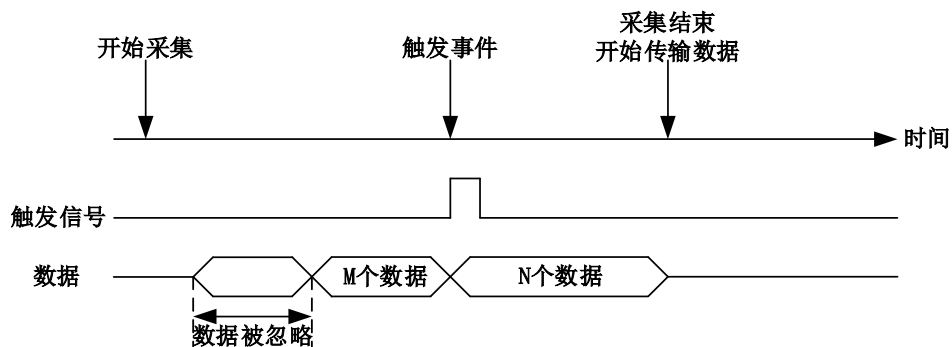 开始采集
触发事件
采集结束
开始传输数据
时间
触发信号
数据
M个数据
N个数据
数据被忽略